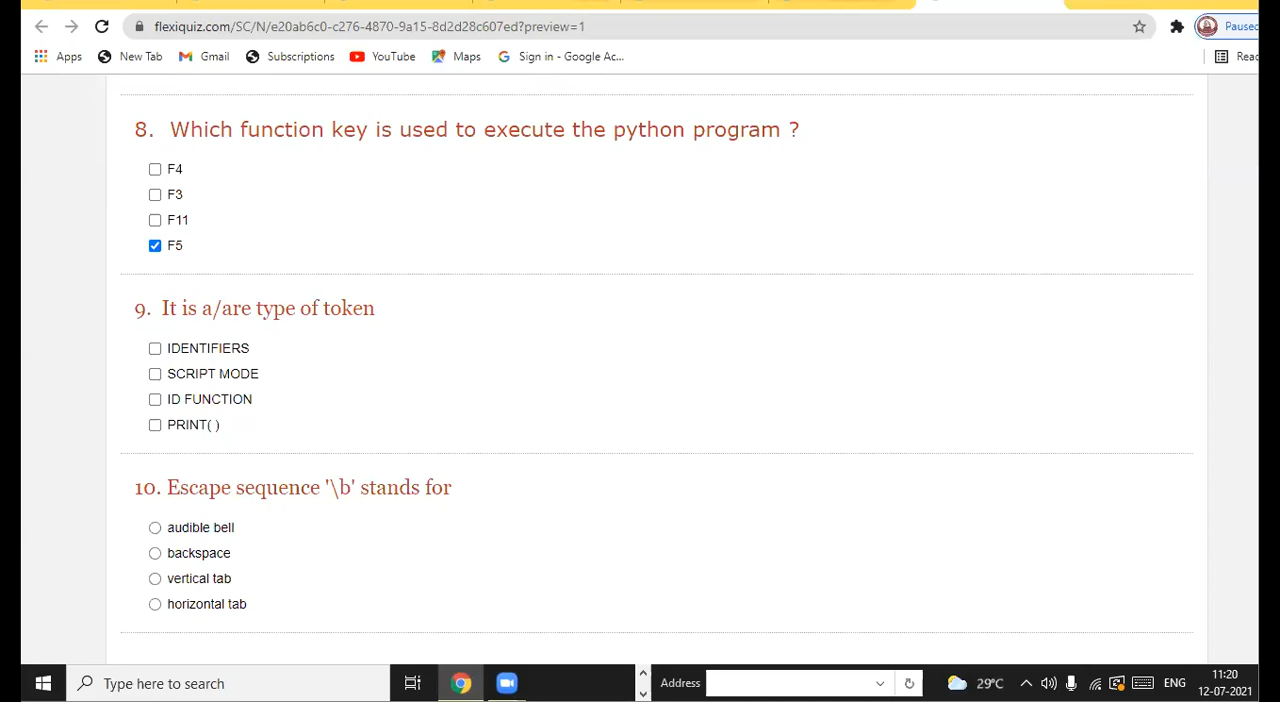 flexiquiz.com/SC/N/e20ab6c0-c276-4870-9a15-8d2d28c607ed?preview=1
Paused
Apps New Tab Gmail Subscriptions YouTube Maps Sign in - Google Ac...
8. Which function key is used to execute the python program ?
F4
F3
F11
F5
9. It is a/are type of token
IDENTIFIERS
SCRIPT MODE
ID FUNCTION
PRINT( )
10. Escape sequence '\b' stands for
audible bell
backspace
vertical tab
horizontal tab
Type here to search Address 29°C ENG 11:20
12-07-2021